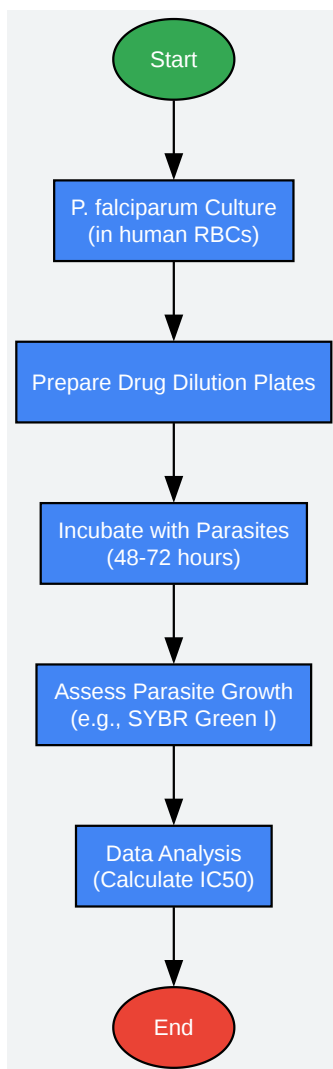 Start
P. falciparum Culture
(in human RBCs)
Prepare Drug Dilution Plates
Incubate with Parasites
(48-72 hours)
Assess Parasite Growth
(e.g., SYBR Green I)
Data Analysis
(Calculate IC50)
End